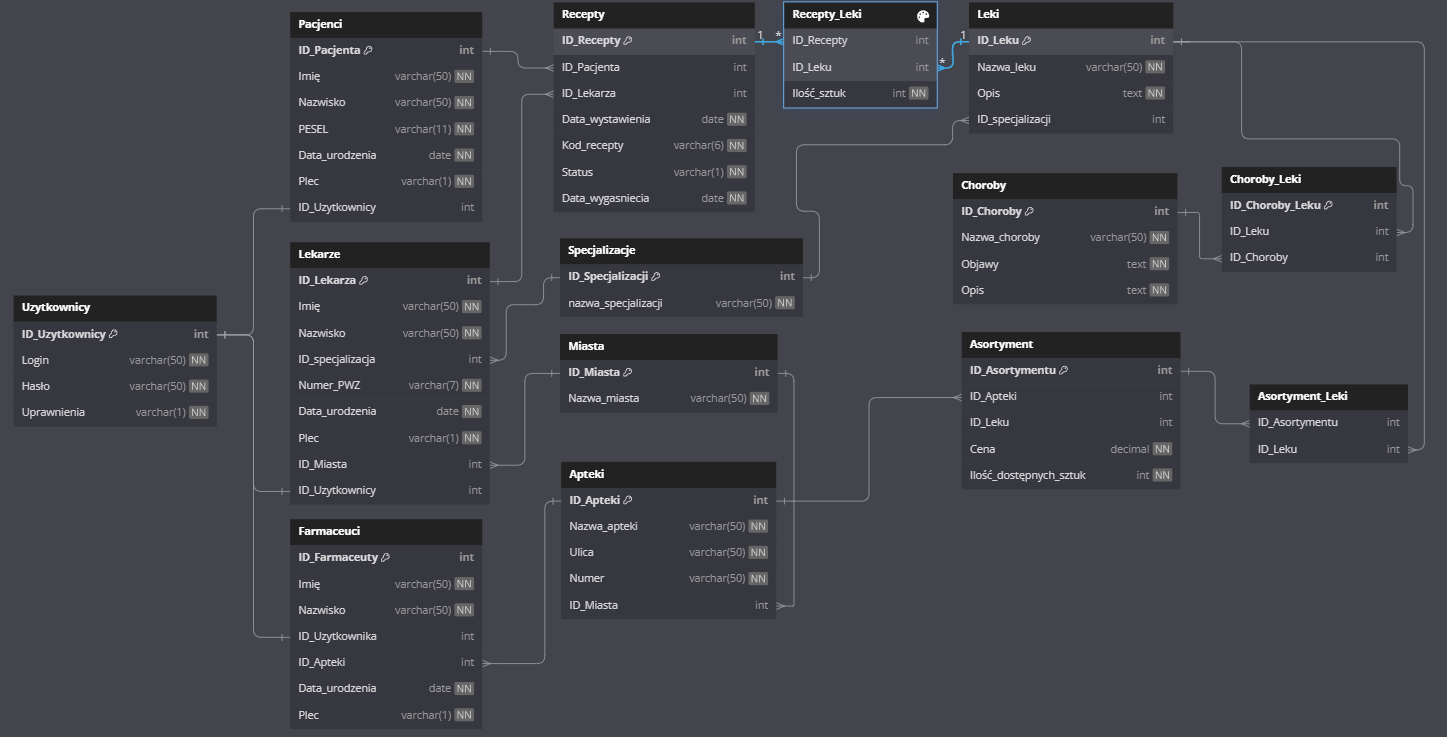 Pacjenci
ID_Pacjenta int
Imię varchar(50) NN
Nazwisko varchar(50) NN
PESEL varchar(11) NN
Data_urodzenia date NN
Plec varchar(1) NN
ID_Uzytkownicy int
Recepty
ID_Recepty int
ID_Pacjenta int
ID_Lekarza int
Data_wystawienia date NN
Kod_recepty varchar(6) NN
Status varchar(1) NN
Data_wygasniecia date NN
1 *
Recepty_Leki
ID_Recepty int
ID_Leku int
Ilość_sztuk int NN
* 1
Leki
ID_Leku int
Nazwa_leku varchar(50) NN
Opis text NN
ID_specjalizacji int
Choroby
ID_Choroby int
Nazwa_choroby varchar(50) NN
Objawy text NN
Opis text NN
Choroby_Leki
ID_Choroby_Leku int
ID_Leku int
ID_Choroby int
Lekarze
ID_Lekarza int
Imię varchar(50) NN
Nazwisko varchar(50) NN
ID_specjalizacja int
Numer_PWZ varchar(7) NN
Data_urodzenia date NN
Plec varchar(1) NN
ID_Miasta int
ID_Uzytkownicy int
Specjalizacje
ID_Specjalizacji int
nazwa_specjalizacji varchar(50) NN
Uzytkownicy
ID_Uzytkownicy int
Login varchar(50) NN
Hasło varchar(50) NN
Uprawnienia varchar(1) NN
Miasta
ID_Miasta int
Nazwa_miasta varchar(50) NN
Asortyment
ID_Asortymentu int
ID_Apteki int
ID_Leku int
Cena decimal NN
Ilość_dostępnych_sztuk int NN
Asortyment_Leki
ID_Asortymentu int
ID_Leku int
Apteki
ID_Apteki int
Nazwa_apteki varchar(50) NN
Ulica varchar(50) NN
Numer varchar(50) NN
ID_Miasta int
Farmaceuci
ID_Farmaceuty int
Imię varchar(50) NN
Nazwisko varchar(50) NN
ID_Uzytkownika int
ID_Apteki int
Data_urodzenia date NN
Plec varchar(1) NN